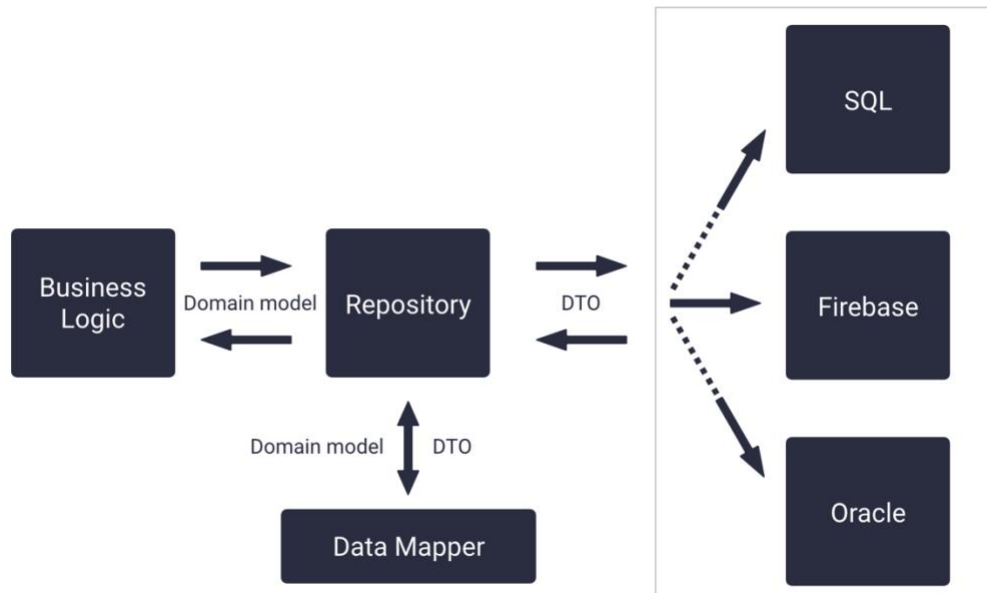 SQL
Business
Logic
Domain model
Repository
DTO
Firebase
Domain model
DTO
Data Mapper
Oracle